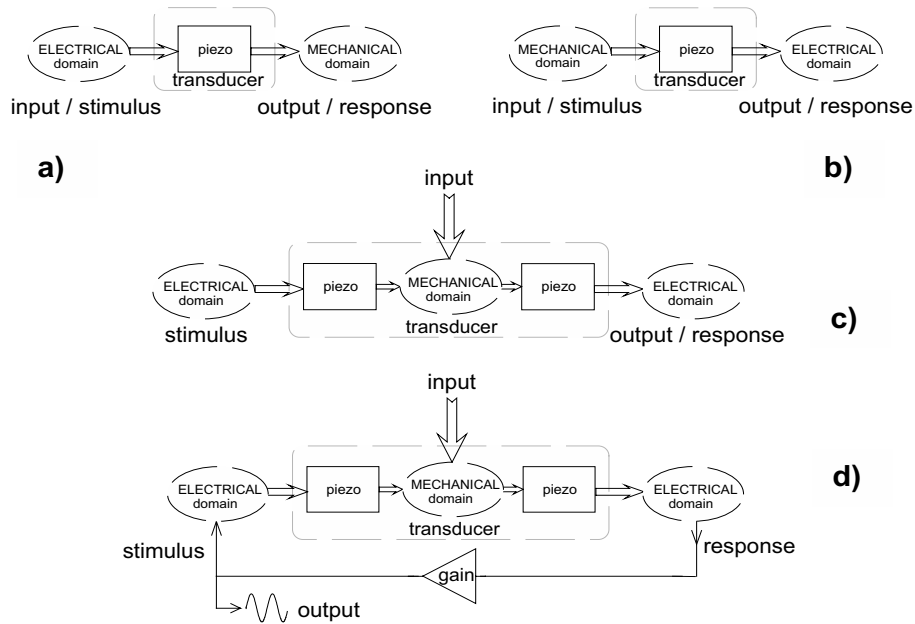 ELECTRICAL
domain
piezo
transducer
MECHANICAL
domain
input / stimulus
output / response
a)
MECHANICAL
domain
piezo
transducer
ELECTRICAL
domain
input / stimulus
output / response
b)
input
ELECTRICAL
domain
piezo
MECHANICAL
domain
piezo
ELECTRICAL
domain
transducer
stimulus
output / response
c)
input
ELECTRICAL
domain
piezo
MECHANICAL
domain
piezo
ELECTRICAL
domain
d)
transducer
stimulus
response
gain
output